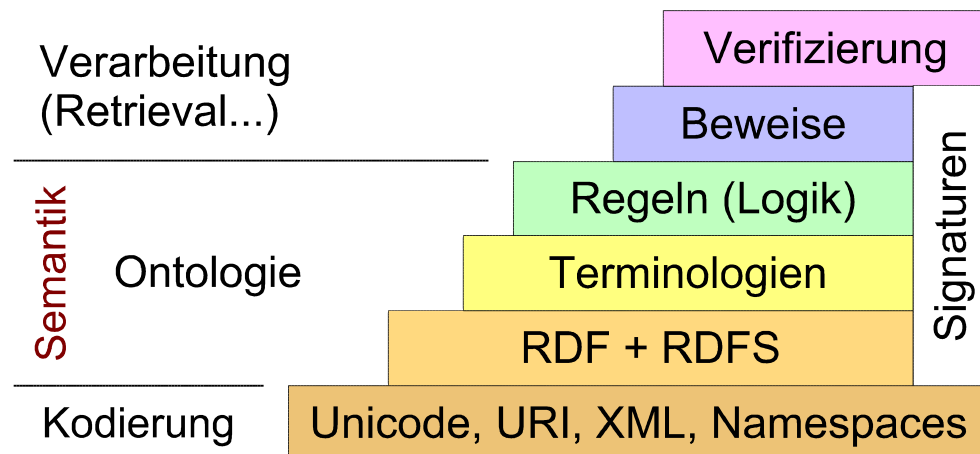 Verarbeitung
(Retrieval...)
Semantik
Ontologie
Kodierung
Verifizierung
Beweise
Regeln (Logik)
Terminologien
RDF + RDFS
Unicode, URI, XML, Namespaces
Signaturen